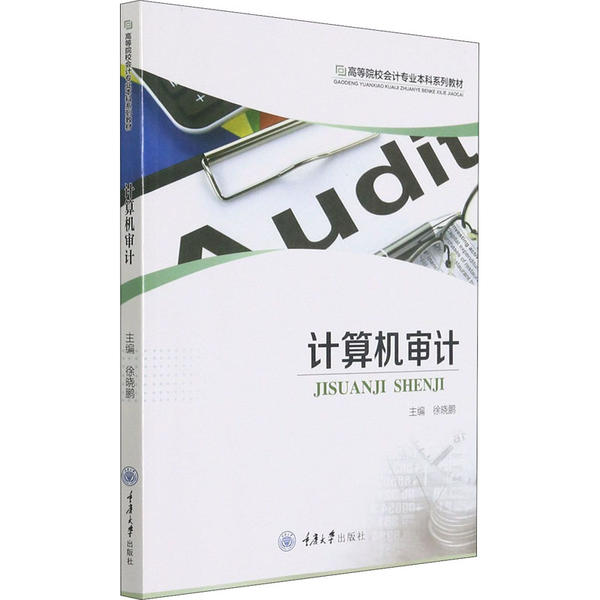 高等院校会计专业本科系列教材
计算机审计
主编 徐晓鹏
重庆大学出版社
高等院校会计专业本科系列教材
GAODENG YUANXIAO KUAIJI ZHUANYE BENKE XILIE JIAOCAI
Audit
计算机审计
JISUANJI SHENJI
主编 徐晓鹏
重庆大学出版社